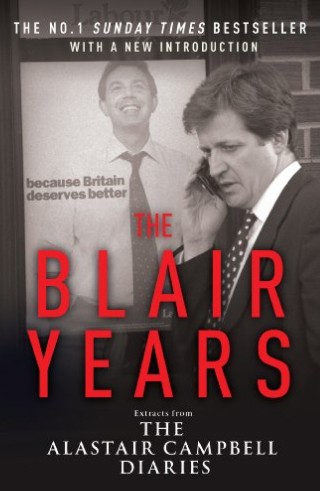 Labour
THE NO.1 SUNDAY TIMES BESTSELLER
WITH A NEW INTRODUCTION
because Britain
deserves better
THE
BLAIR
YEARS
Extracts from
THE
ALASTAIR CAMPBELL
DIARIES